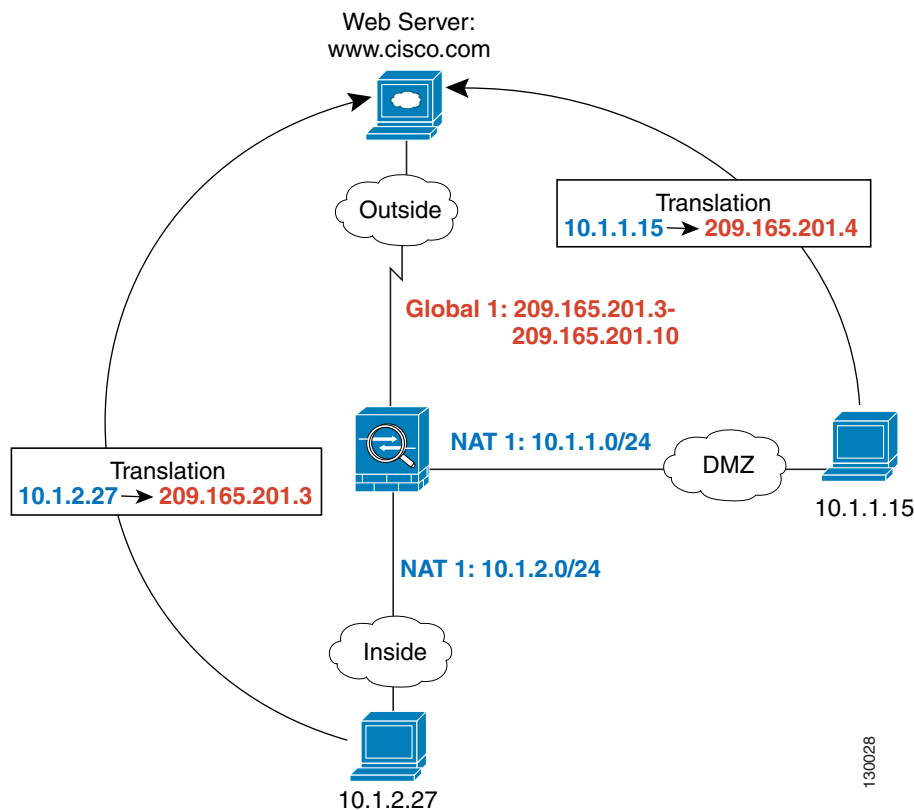 Web Server:
www.cisco.com
Outside
Translation
10.1.1.15 → 209.165.201.4
Global 1: 209.165.201.3-
209.165.201.10
NAT 1: 10.1.1.0/24
DMZ
10.1.1.15
Translation
10.1.2.27 → 209.165.201.3
NAT 1: 10.1.2.0/24
Inside
10.1.2.27
130028